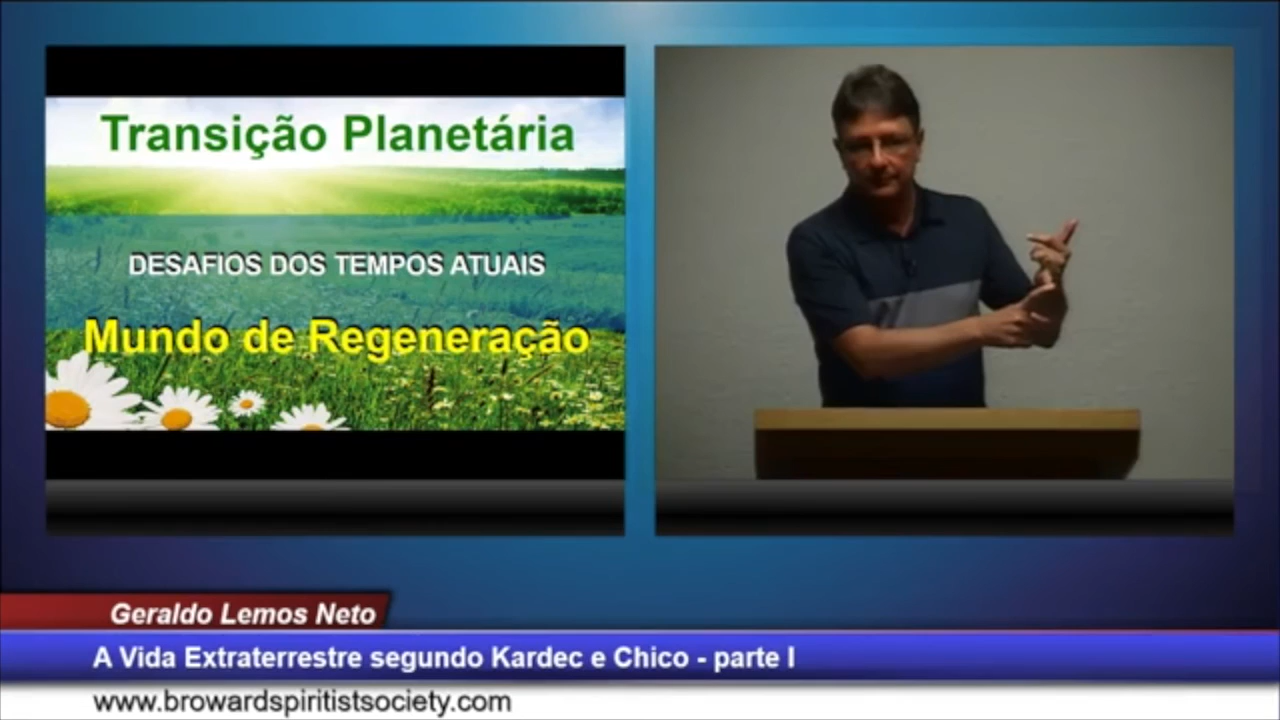 Transição Planetária
DESAFIOS DOS TEMPOS ATUAIS
Mundo de Regeneração
Geraldo Lemos Neto
A Vida Extraterrestre segundo Kardec e Chico - parte I
www.browardspiritistsociety.com